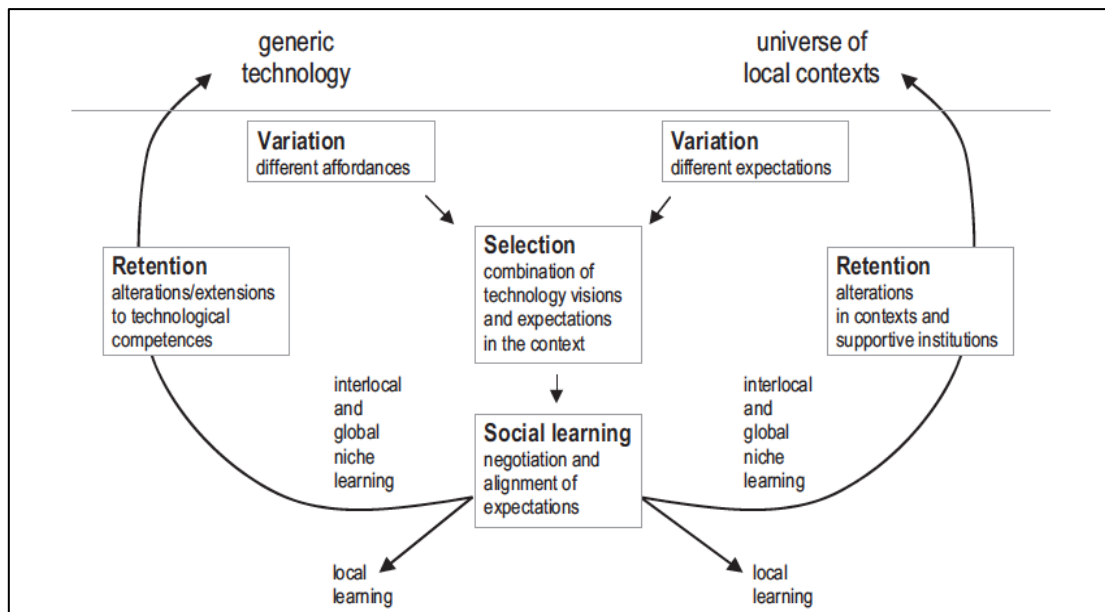 generic
technology
universe of
local contexts
Variation
different affordances
Variation
different expectations
Selection
combination of
technology visions
and expectations
in the context
Retention
alterations/extensions
to technological
competences
Retention
alterations
in contexts and
supportive institutions
interlocal
and
global
niche
learning
Social learning
negotiation and
alignment of
expectations
interlocal
and
global
niche
learning
local
learning
local
learning